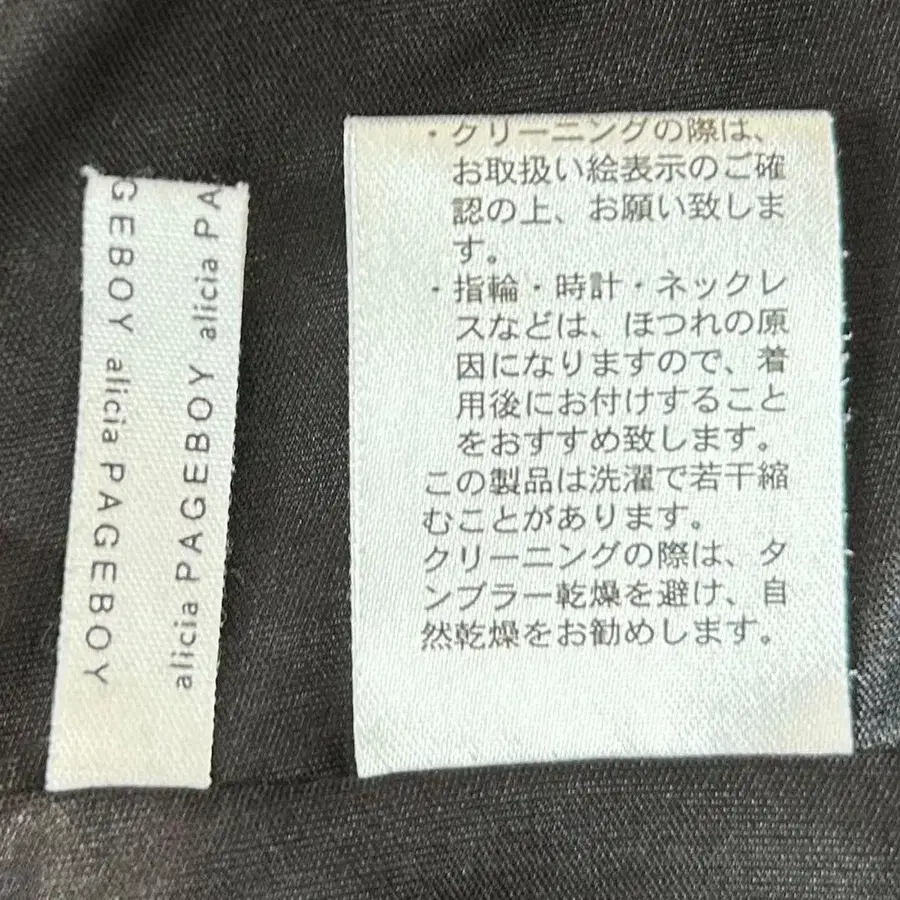 GEBOY alicia PAGEBOY
alicia PAGEBOY alicia PA
・クリーニングの際は、
お取扱い絵表示のご確
認の上、お願い致しま
す。
・指輪・時計・ネックレ
スなどは、ほつれの原
因になりますので、着
用後にお付けすること
をおすすめ致します。
この製品は洗濯で若干縮
むことがあります。
クリーニングの際は、タ
ンブラー乾燥を避け、自
然乾燥をお勧めします。